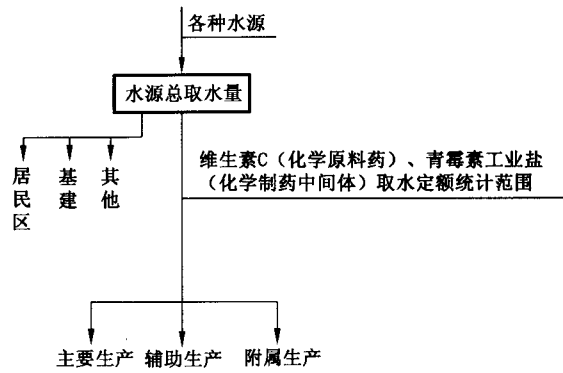 各种水源
水源总取水量
维生素C（化学原料药）、青霉素工业盐
（化学制药中间体）取水定额统计范围
居民区
基建
其他
主要生产
辅助生产
附属生产